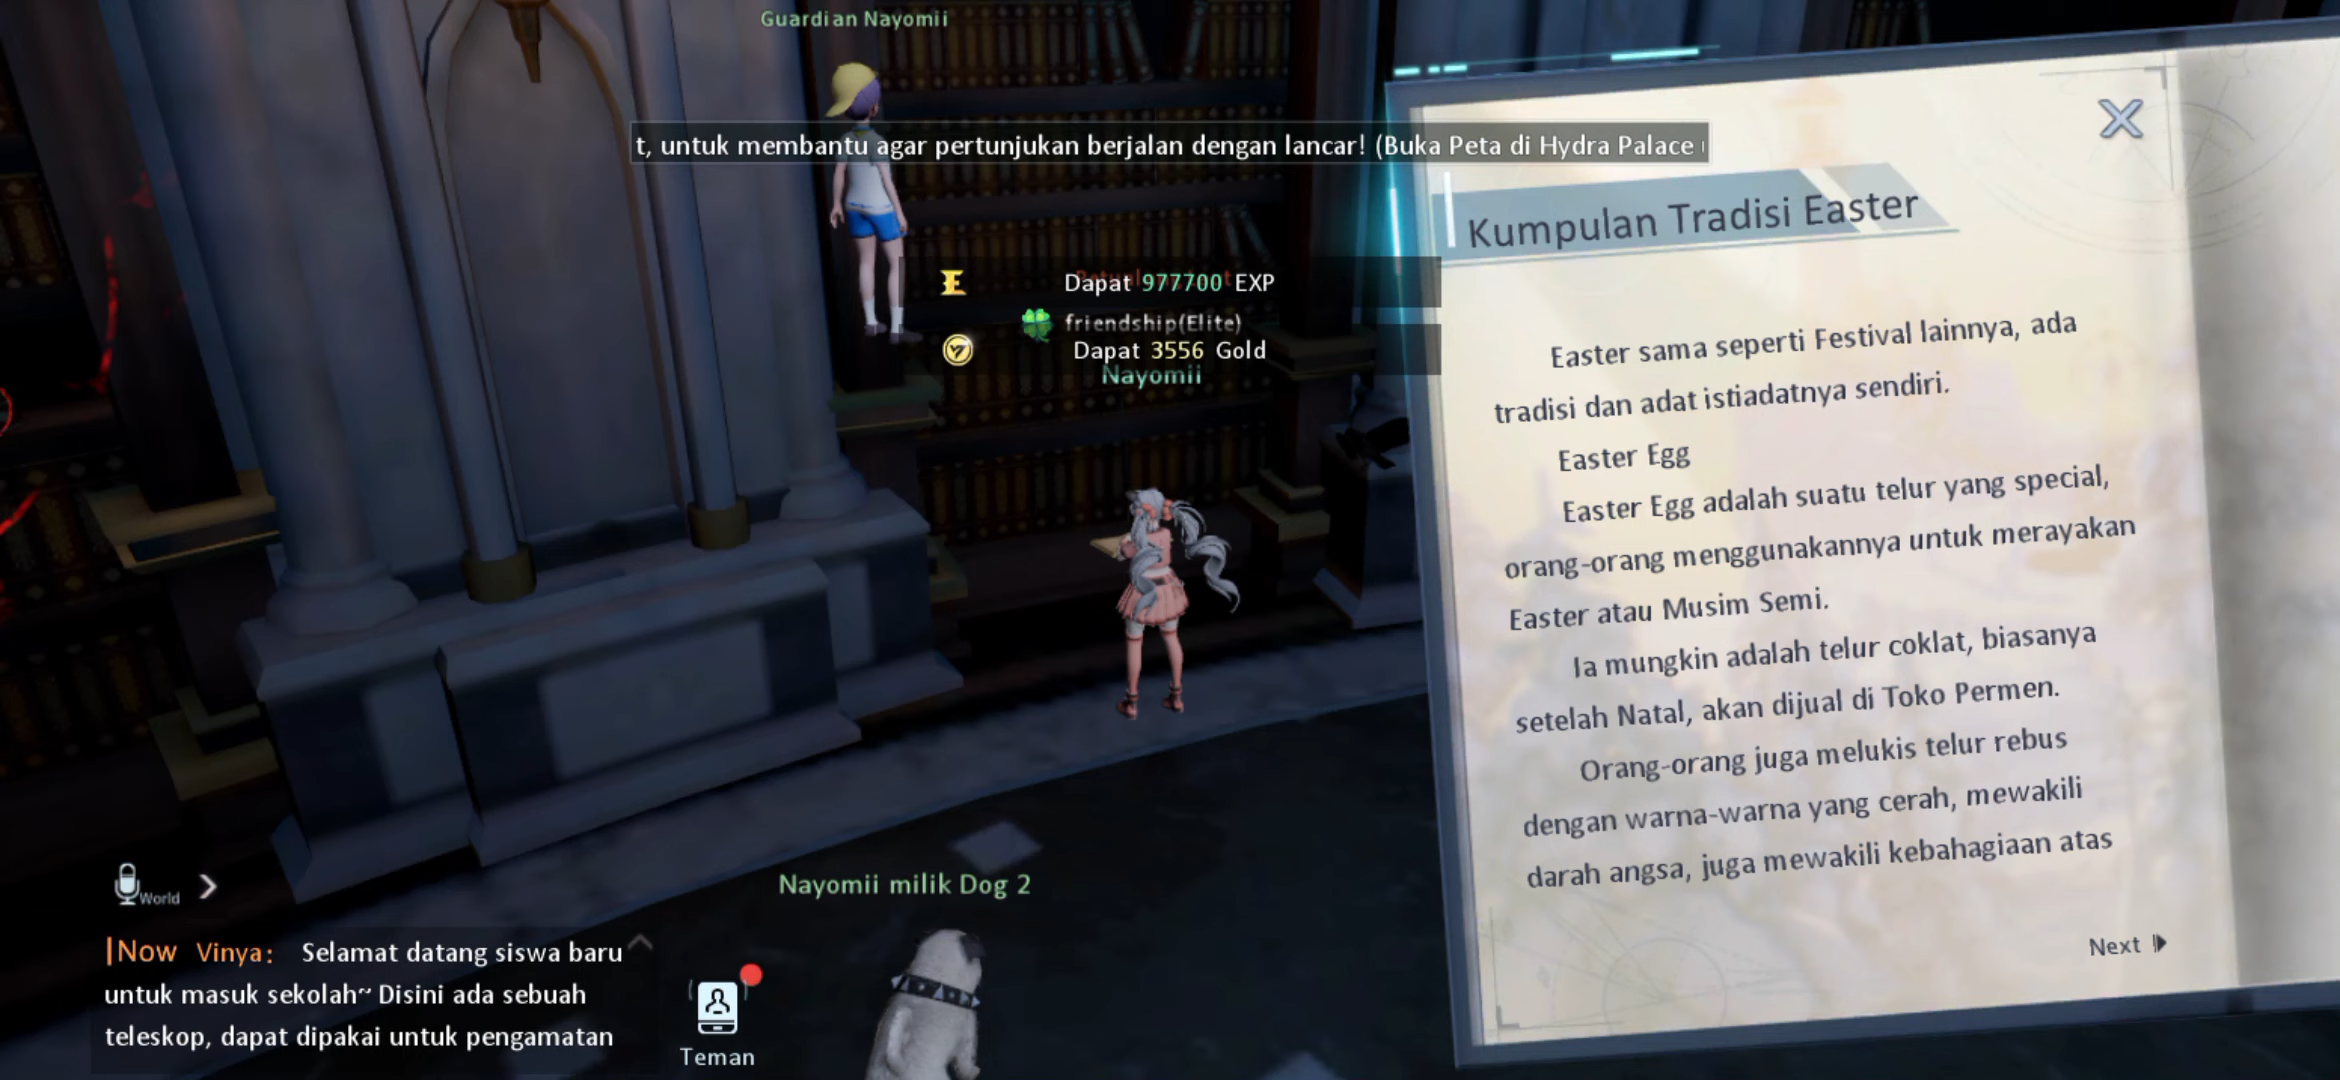 Guardian Nayomii
t, untuk membantu agar pertunjukan berjalan dengan lancar! (Buka Peta di Hydra Palace
Dapat 977700 EXP
friendship(Elite)
Dapat 3556 Gold
Nayomii
Kumpulan Tradisi Easter
Easter sama seperti Festival lainnya, ada
tradisi dan adat istiadatnya sendiri.
Easter Egg
Easter Egg adalah suatu telur yang special,
orang-orang menggunakannya untuk merayakan
Easter atau Musim Semi.
Ia mungkin adalah telur coklat, biasanya
setelah Natal, akan dijual di Toko Permen.
Orang-orang juga melukis telur rebus
dengan warna-warna yang cerah, mewakili
darah angsa, juga mewakili kebahagiaan atas
Next
World
Nayomii milik Dog 2
Now Vinya: Selamat datang siswa baru
untuk masuk sekolah~ Disini ada sebuah
teleskop, dapat dipakai untuk pengamatan
Teman